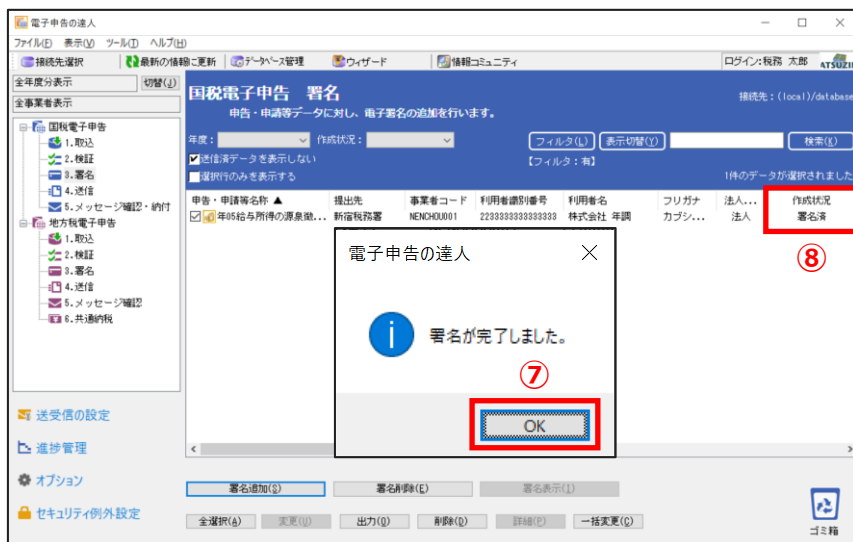 電子申告の達人
ファイル(F) 表示(V) ツール(T) ヘルプ(H)
接続先選択 最新の情報に更新 データベース管理 ウィザード 情報コミュニティ ログイン:税務 太郎 ATSUZIN
全年度分表示 切替(J)
全事業者表示
国税電子申告
1.取込
2.検証
3.署名
4.送信
5.メッセージ確認・納付
地方税電子申告
1.取込
2.検証
3.署名
4.送信
5.メッセージ確認
6.共通納税
送受信の設定
進捗管理
オプション
セキュリティ例外設定
国税電子申告 署名
接続先:(local)/database
申告・申請等データに対し、電子署名の追加を行います。
年度: 作成状況: フィルタ(L) 表示切替(Y) 検索(K)
送信済データを表示しない 【フィルタ:有】
選択行のみを表示する 1件のデータが選択されました
申告・申請等名称 ▲ 提出先 事業者コード 利用者識別番号 利用者名 フリガナ 法人... 作成状況
年05給与所得の源泉徴... 新宿税務署 NENCHOU001 2233333333333333 株式会社 年調 カブシ... 法人 署名済
⑧
電子申告の達人
署名が完了しました。
⑦
OK
署名追加(S) 署名削除(E) 署名表示(I)
全選択(A) 変更(U) 出力(O) 削除(D) 詳細(P) 一括変更(C)
ゴミ箱